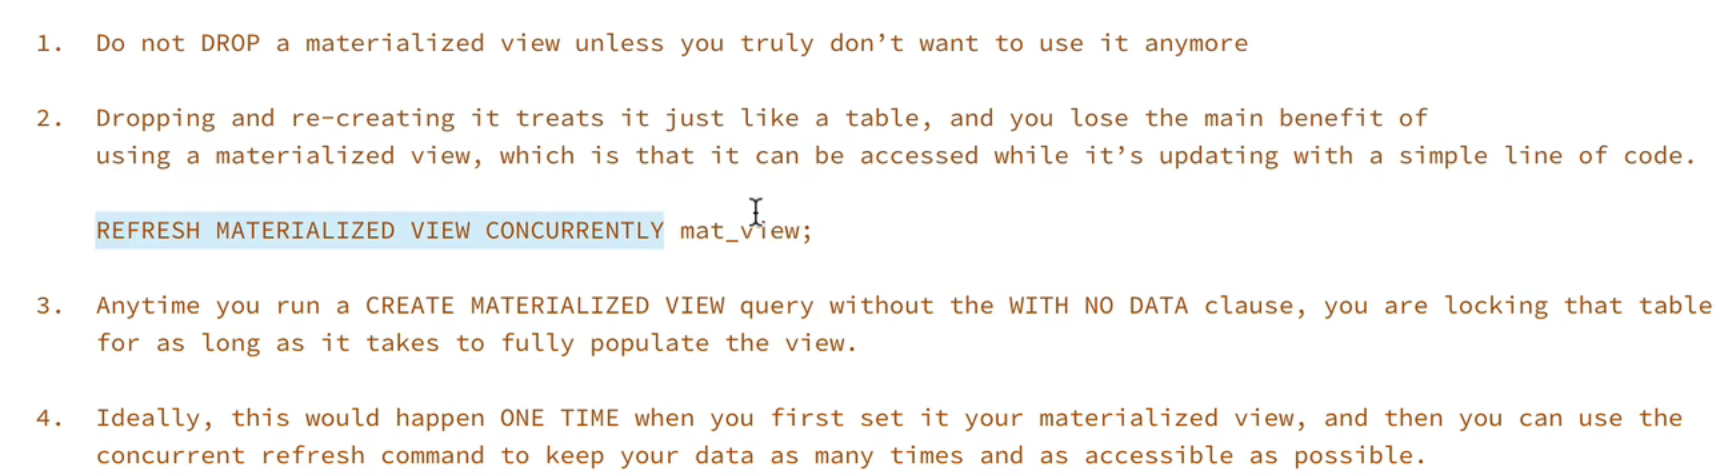 1. Do not DROP a materialized view unless you truly don’t want to use it anymore
2. Dropping and re-creating it treats it just like a table, and you lose the main benefit of
using a materialized view, which is that it can be accessed while it’s updating with a simple line of code.
REFRESH MATERIALIZED VIEW CONCURRENTLY mat_view;
3. Anytime you run a CREATE MATERIALIZED VIEW query without the WITH NO DATA clause, you are locking that table
for as long as it takes to fully populate the view.
4. Ideally, this would happen ONE TIME when you first set it your materialized view, and then you can use the
concurrent refresh command to keep your data as many times and as accessible as possible.